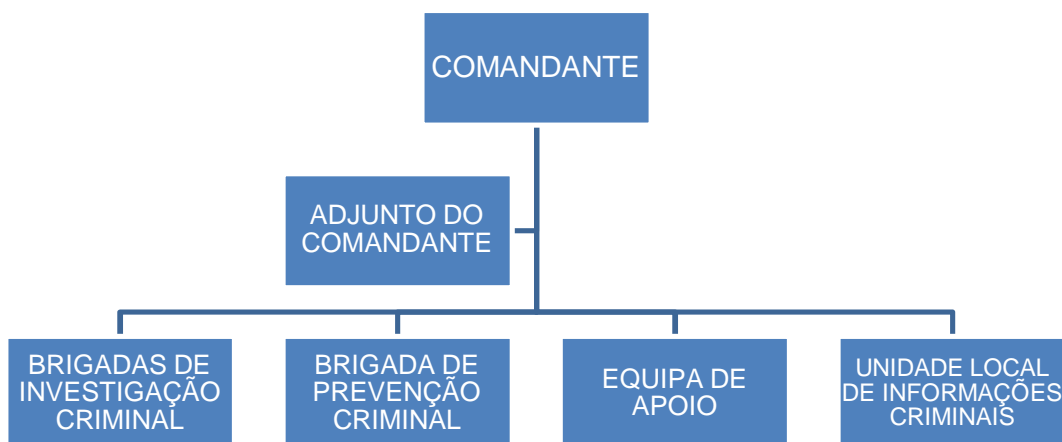 COMANDANTE
ADJUNTO DO
COMANDANTE
BRIGADAS DE
INVESTIGAÇÃO
CRIMINAL
BRIGADA DE
PREVENÇÃO
CRIMINAL
EQUIPA DE
APOIO
UNIDADE LOCAL
DE INFORMAÇÕES
CRIMINAIS